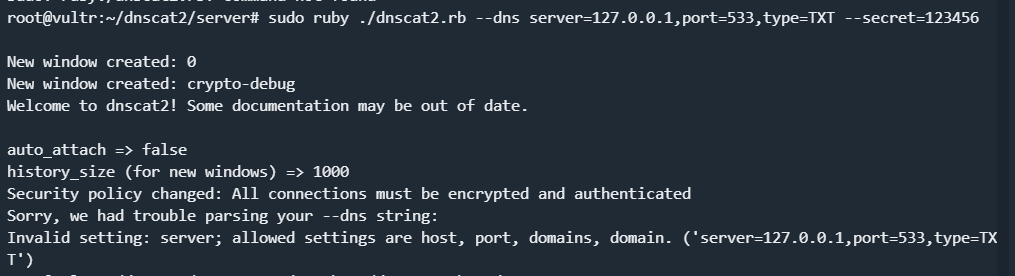 root@vultr:~/dnscat2/server# sudo ruby ./dnscat2.rb --dns server=127.0.0.1,port=533,type=TXT --secret=123456
New window created: 0
New window created: crypto-debug
Welcome to dnscat2! Some documentation may be out of date.
auto_attach => false
history_size (for new windows) => 1000
Security policy changed: All connections must be encrypted and authenticated
Sorry, we had trouble parsing your --dns string:
Invalid setting: server; allowed settings are host, port, domains, domain. ('server=127.0.0.1,port=533,type=TX
T')